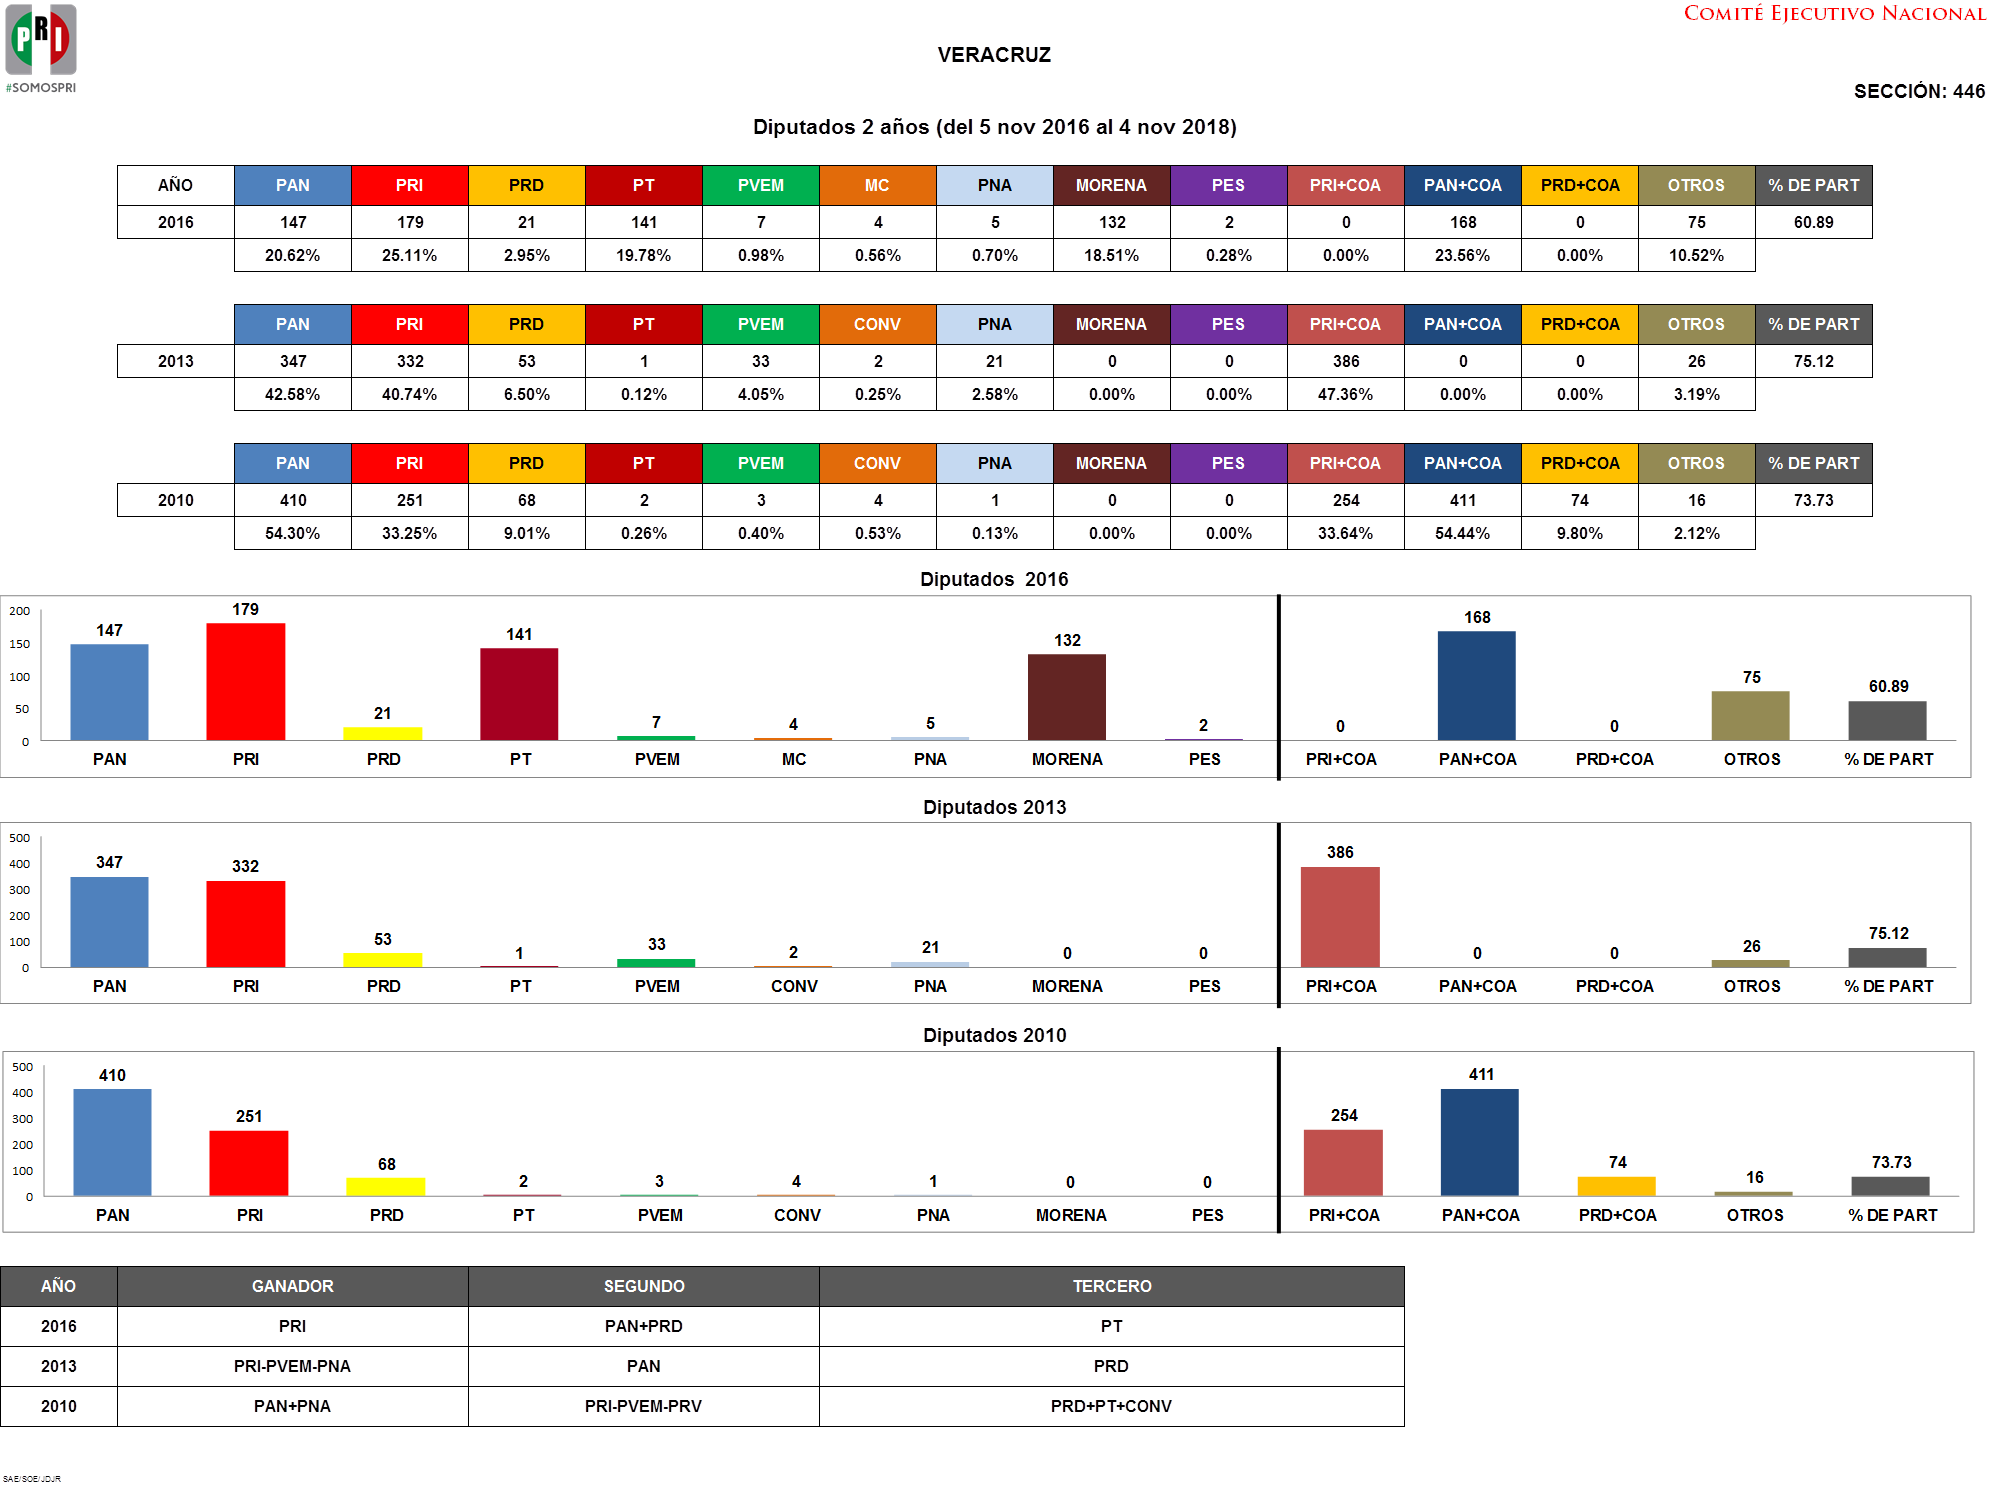 PRI
#SOMOSPRI
COMITÉ EJECUTIVO NACIONAL
VERACRUZ
SECCIÓN: 446
Diputados 2 años (del 5 nov 2016 al 4 nov 2018)
AÑO PAN PRI PRD PT PVEM MC PNA MORENA PES PRI+COA PAN+COA PRD+COA OTROS % DE PART
2016 147 179 21 141 7 4 5 132 2 0 168 0 75 60.89
20.62% 25.11% 2.95% 19.78% 0.98% 0.56% 0.70% 18.51% 0.28% 0.00% 23.56% 0.00% 10.52%
PAN PRI PRD PT PVEM CONV PNA MORENA PES PRI+COA PAN+COA PRD+COA OTROS % DE PART
2013 347 332 53 1 33 2 21 0 0 386 0 0 26 75.12
42.58% 40.74% 6.50% 0.12% 4.05% 0.25% 2.58% 0.00% 0.00% 47.36% 0.00% 0.00% 3.19%
PAN PRI PRD PT PVEM CONV PNA MORENA PES PRI+COA PAN+COA PRD+COA OTROS % DE PART
2010 410 251 68 2 3 4 1 0 0 254 411 74 16 73.73
54.30% 33.25% 9.01% 0.26% 0.40% 0.53% 0.13% 0.00% 0.00% 33.64% 54.44% 9.80% 2.12%
Diputados 2016
200
150
100
50
0
147 179 21 141 7 4 5 132 2 0 168 0 75 60.89
PAN PRI PRD PT PVEM MC PNA MORENA PES PRI+COA PAN+COA PRD+COA OTROS % DE PART
Diputados 2013
500
400
300
200
100
0
347 332 53 1 33 2 21 0 0 386 0 0 26 75.12
PAN PRI PRD PT PVEM CONV PNA MORENA PES PRI+COA PAN+COA PRD+COA OTROS % DE PART
Diputados 2010
500
400
300
200
100
0
410 251 68 2 3 4 1 0 0 254 411 74 16 73.73
PAN PRI PRD PT PVEM CONV PNA MORENA PES PRI+COA PAN+COA PRD+COA OTROS % DE PART
AÑO GANADOR SEGUNDO TERCERO
2016 PRI PAN+PRD PT
2013 PRI-PVEM-PNA PAN PRD
2010 PAN+PNA PRI-PVEM-PRV PRD+PT+CONV
SAE/SOE/JDJR